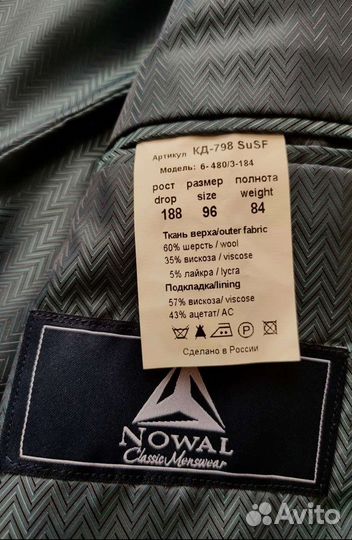 Артикул КД-798 SuSF
Модель: 6-480/3-184
рост размер полнота
drop size weight
188 96 84
Ткань верха/outer fabric
60% шерсть / wool
35% вискоза / viscose
5% лайкра / lycra
Подкладка/lining
57% вискоза / viscose
43% ацетат/ AC
Сделано в России
NOWAL
Classic Menswear
Avito